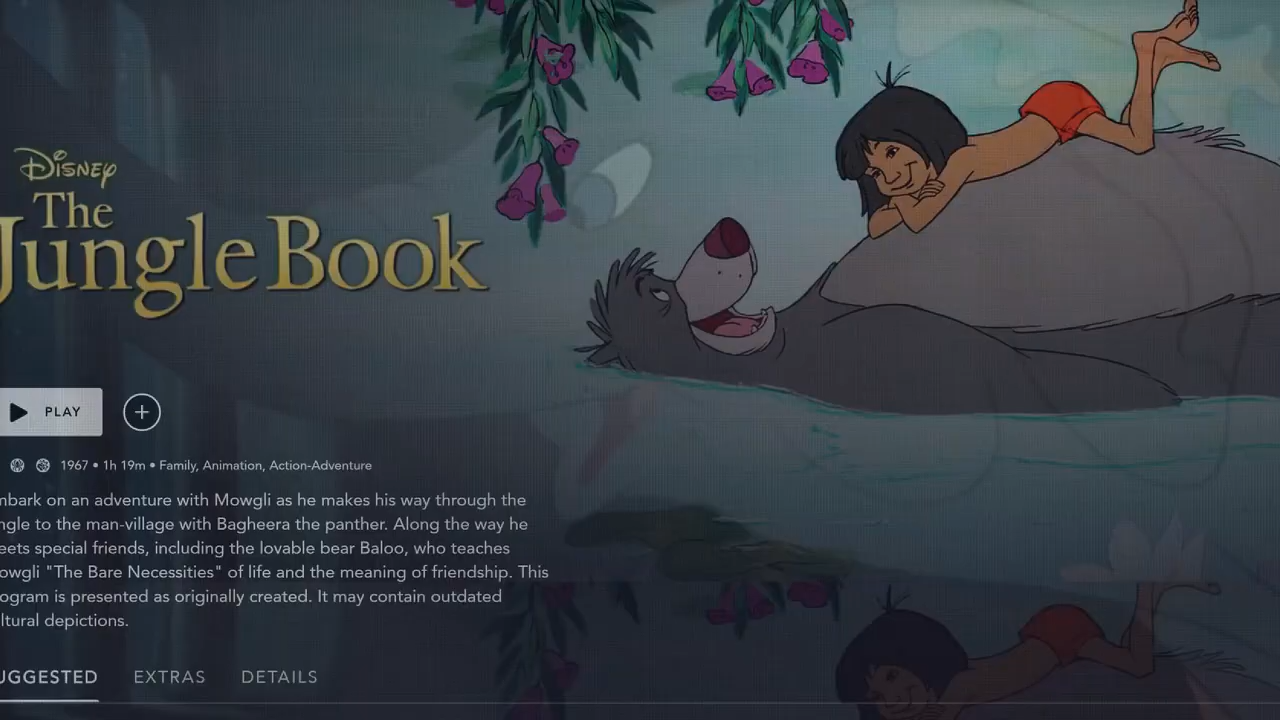 Disney
The
Jungle Book
PLAY
1967 • 1h 19m • Family, Animation, Action-Adventure
mbark on an adventure with Mowgli as he makes his way through the
ngle to the man-village with Bagheera the panther. Along the way he
eets special friends, including the lovable bear Baloo, who teaches
owgli "The Bare Necessities" of life and the meaning of friendship. This
ogram is presented as originally created. It may contain outdated
ltural depictions.
UGGESTED EXTRAS DETAILS